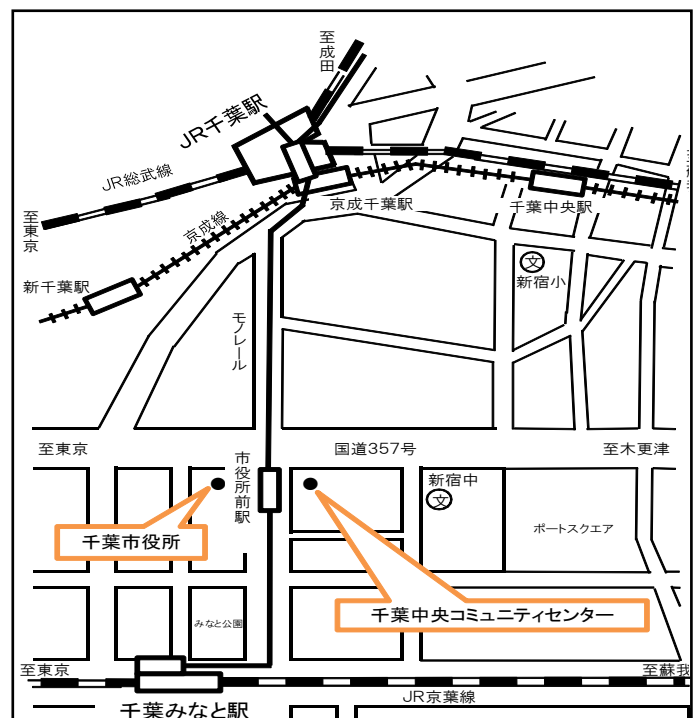 至成田
JR千葉駅
JR総武線
至東京
京成線
京成千葉駅
千葉中央駅
新千葉駅
文
新宿小
モノレール
至東京
国道357号
至木更津
市役所前駅
新宿中
文
ポートスクエア
千葉市役所
千葉中央コミュニティセンター
みなと公園
至東京
至蘇我
JR京葉線
千葉みなと駅